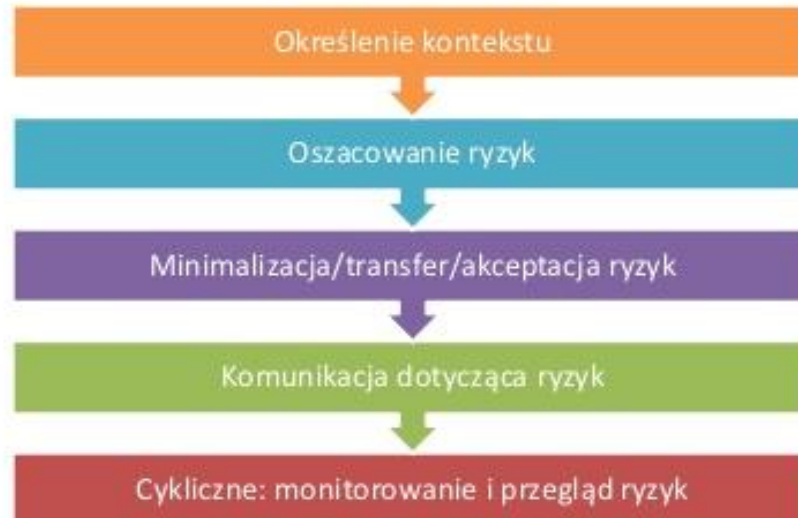 Określenie kontekstu
Oszacowanie ryzyk
Minimalizacja/transfer/akceptacja ryzyk
Komunikacja dotycząca ryzyk
Cykliczne: monitorowanie i przegląd ryzyk